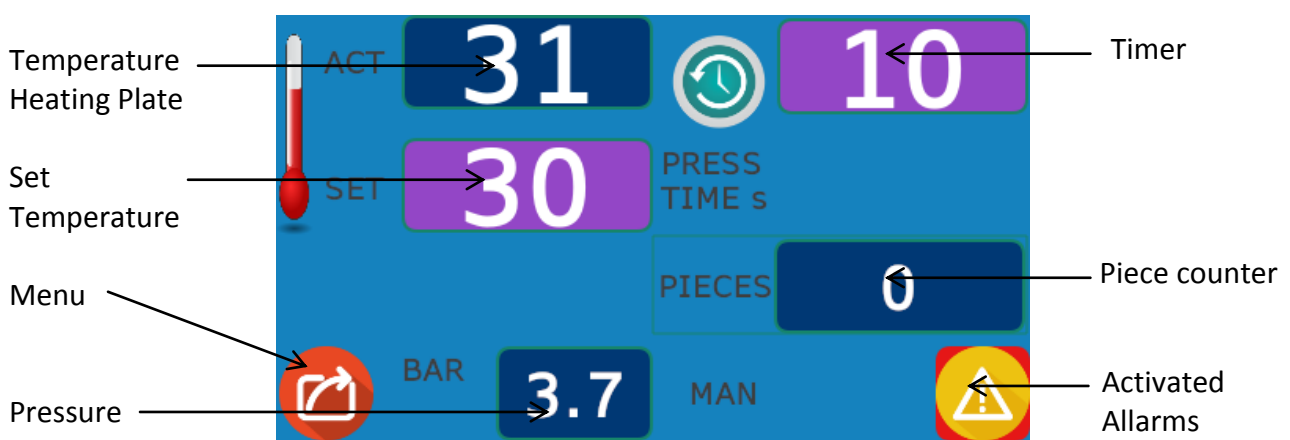 Temperature
Heating Plate
ACT
31
10
Timer
Set
Temperature
SET
30
PRESS
TIME s
PIECES
0
Piece counter
Menu
Pressure
BAR
3.7
MAN
Activated
Allarms